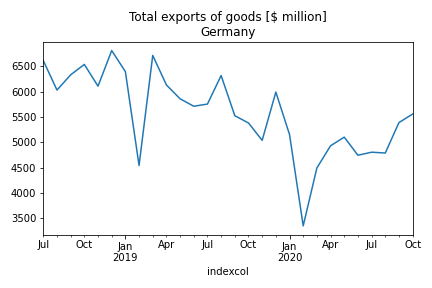 Total exports of goods [$ million]
Germany
6500
6000
5500
5000
4500
4000
3500
Jul Oct Jan Apr Jul Oct Jan Apr Jul Oct
2019 2020
indexcol